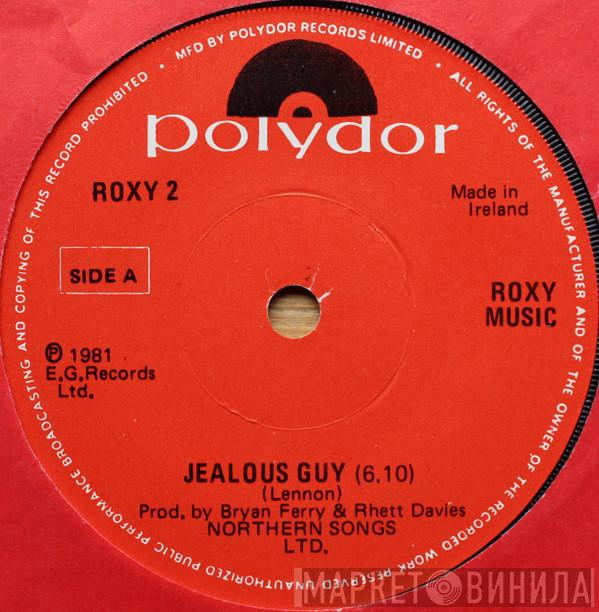 MFD BY POLYDOR RECORDS LIMITED • ALL RIGHTS OF THE MANUFACTURER AND OF THE OWNER OF THE RECORDED WORK RESERVED UNAUTHORIZED PUBLIC PERFORMANCE BROADCASTING AND COPYING OF THIS RECORD PROHIBITED •
polydor
ROXY 2
Made in
Ireland
SIDE A
ROXY
MUSIC
℗ 1981
E.G.Records
Ltd.
JEALOUS GUY (6.10)
(Lennon)
Prod. by Bryan Ferry & Rhett Davies
NORTHERN SONGS
LTD.
МАРКЕТ ВИНИЛА